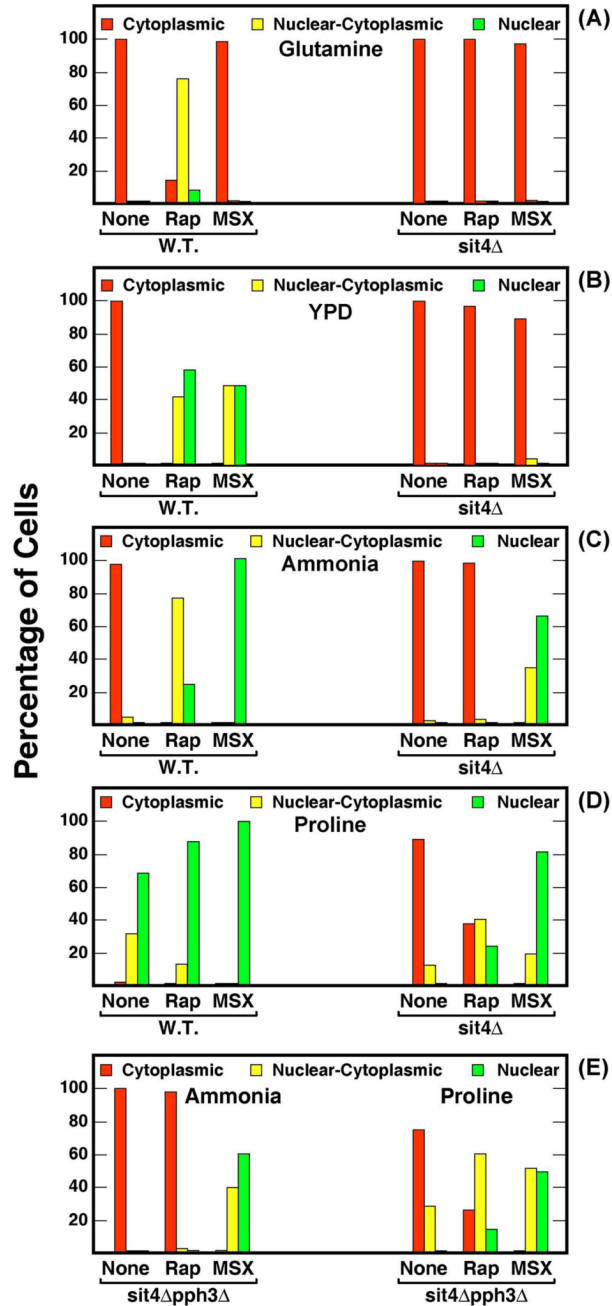 (A)
Cytoplasmic Nuclear-Cytoplasmic Nuclear
Glutamine
100
80
60
40
20
None Rap MSX None Rap MSX
W.T. sit4Δ
(B)
Cytoplasmic Nuclear-Cytoplasmic Nuclear
YPD
100
80
60
40
20
None Rap MSX None Rap MSX
W.T. sit4Δ
(C)
Cytoplasmic Nuclear-Cytoplasmic Nuclear
Ammonia
100
80
60
40
20
None Rap MSX None Rap MSX
W.T. sit4Δ
Percentage of Cells
(D)
Cytoplasmic Nuclear-Cytoplasmic Nuclear
Proline
100
80
60
40
20
None Rap MSX None Rap MSX
W.T. sit4Δ
(E)
Cytoplasmic Nuclear-Cytoplasmic Nuclear
Ammonia Proline
100
80
60
40
20
None Rap MSX None Rap MSX
sit4Δpph3Δ sit4Δpph3Δ